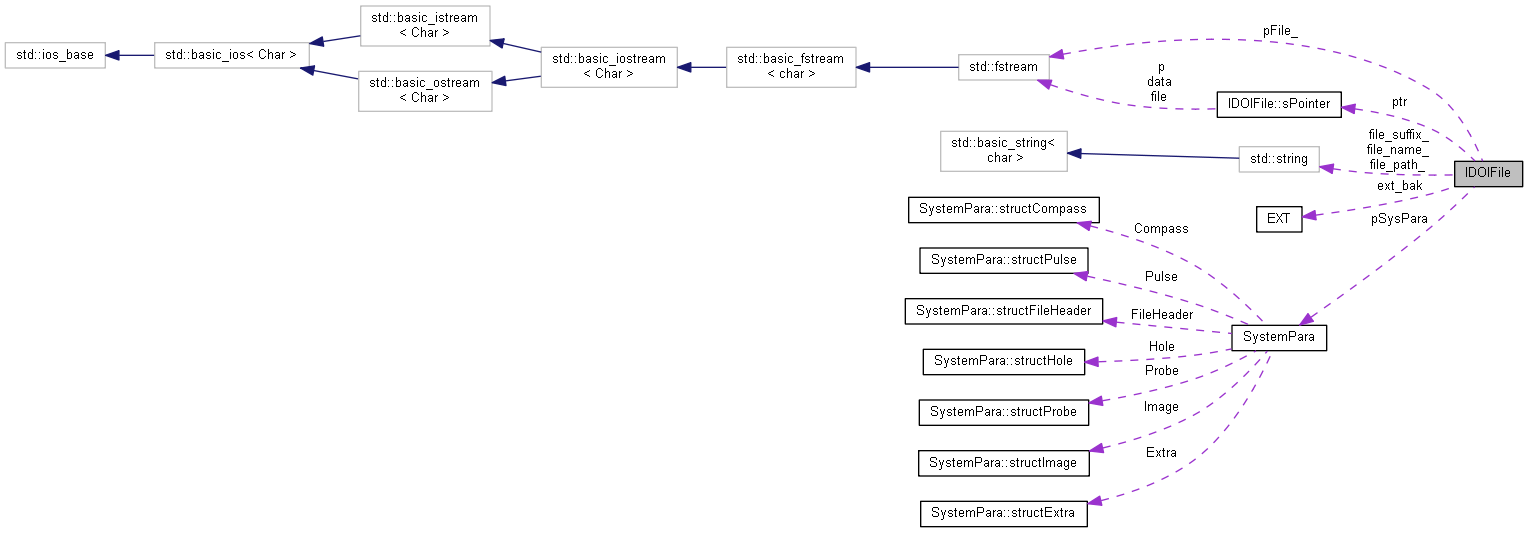 std::ios_base
std::basic_ios< Char >
std::basic_istream
< Char >
std::basic_ostream
< Char >
std::basic_iostream
< Char >
std::basic_fstream
< char >
std::fstream
pFile_
p
data
file
IDOIFile::sPointer
ptr
std::basic_string<
char >
std::string
file_suffix_
file_name_
file_path_
IDOIFile
ext_bak
EXT
pSysPara
SystemPara::structCompass
Compass
SystemPara::structPulse
Pulse
SystemPara::structFileHeader
FileHeader
SystemPara
SystemPara::structHole
Hole
SystemPara::structProbe
Probe
SystemPara::structImage
Image
SystemPara::structExtra
Extra